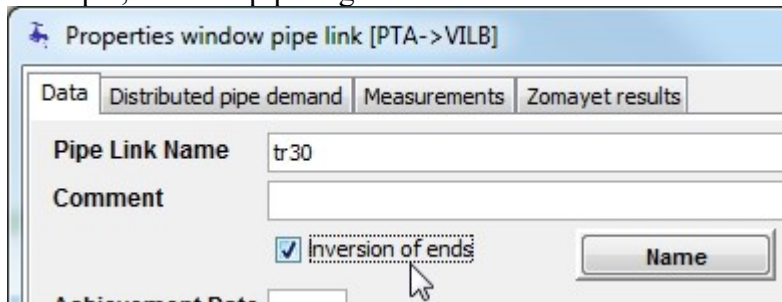 Properties window pipe link [PTA->VILB]
Data Distributed pipe demand Measurements Zomayet results
Pipe Link Name tr30
Comment
Inversion of ends Name